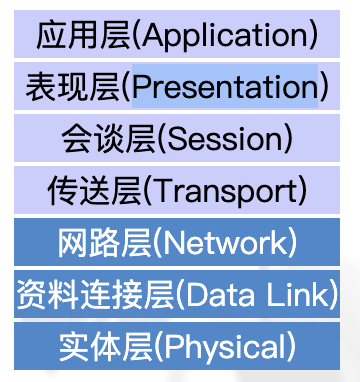 应用层(Application)
表现层(Presentation)
会谈层(Session)
传送层(Transport)
网路层(Network)
资料连接层(Data Link)
实体层(Physical)